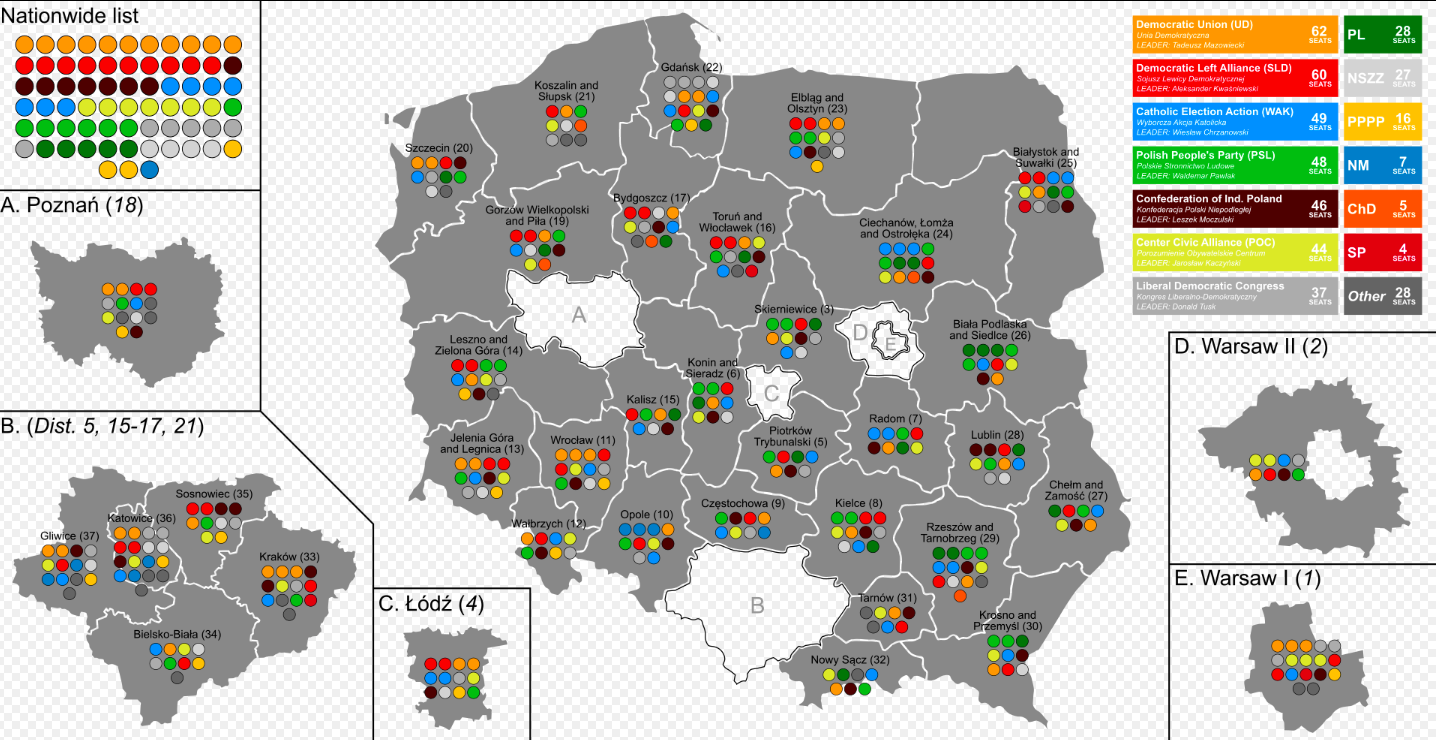 Nationwide list
A. Poznań (18)
B. (Dist. 5, 15-17, 21)
Sosnowiec (35)
Katowice (36)
Gliwice (37)
Kraków (33)
Bielsko-Biała (34)
C. Łódź (4)
Koszalin and
Słupsk (21)
Gdańsk (22)
Elbląg and
Olsztyn (23)
Szczecin (20)
Białystok and
Suwałki (25)
Gorzów Wielkopolski
and Piła (19)
Bydgoszcz (17)
Toruń and
Włocławek (16)
Ciechanów, Łomża
and Ostrołęka (24)
A
Skierniewice (3)
D
E
Biała Podlaska
and Siedlce (26)
Leszno and
Zielona Góra (14)
Konin and
Sieradz (6)
C
Kalisz (15)
Radom (7)
Piotrków
Trybunalski (5)
Lublin (28)
Jelenia Góra
and Legnica (13)
Wrocław (11)
Chełm and
Zamość (27)
Częstochowa (9)
Kielce (8)
Opole (10)
Wałbrzych (12)
Rzeszów and
Tarnobrzeg (29)
B
Tarnów (31)
Krosno and
Przemyśl (30)
Nowy Sącz (32)
Democratic Union (UD)
Unia Demokratyczna
LEADER: Tadeusz Mazowiecki
62
SEATS
PL 28
SEATS
Democratic Left Alliance (SLD)
Sojusz Lewicy Demokratycznej
LEADER: Aleksander Kwaśniewski
60
SEATS
NSZZ 27
SEATS
Catholic Election Action (WAK)
Wyborcza Akcja Katolicka
LEADER: Wiesław Chrzanowski
49
SEATS
PPPP 16
SEATS
Polish People's Party (PSL)
Polskie Stronnictwo Ludowe
LEADER: Waldemar Pawlak
48
SEATS
NM 7
SEATS
Confederation of Ind. Poland
Konfederacja Polski Niepodległej
LEADER: Leszek Moczulski
46
SEATS
ChD 5
SEATS
Center Civic Alliance (POC)
Porozumienie Obywatelskie Centrum
LEADER: Jarosław Kaczyński
44
SEATS
SP 4
SEATS
Liberal Democratic Congress
Kongres Liberalno-Demokratyczny
LEADER: Donald Tusk
37
SEATS
Other 28
SEATS
D. Warsaw II (2)
E. Warsaw I (1)